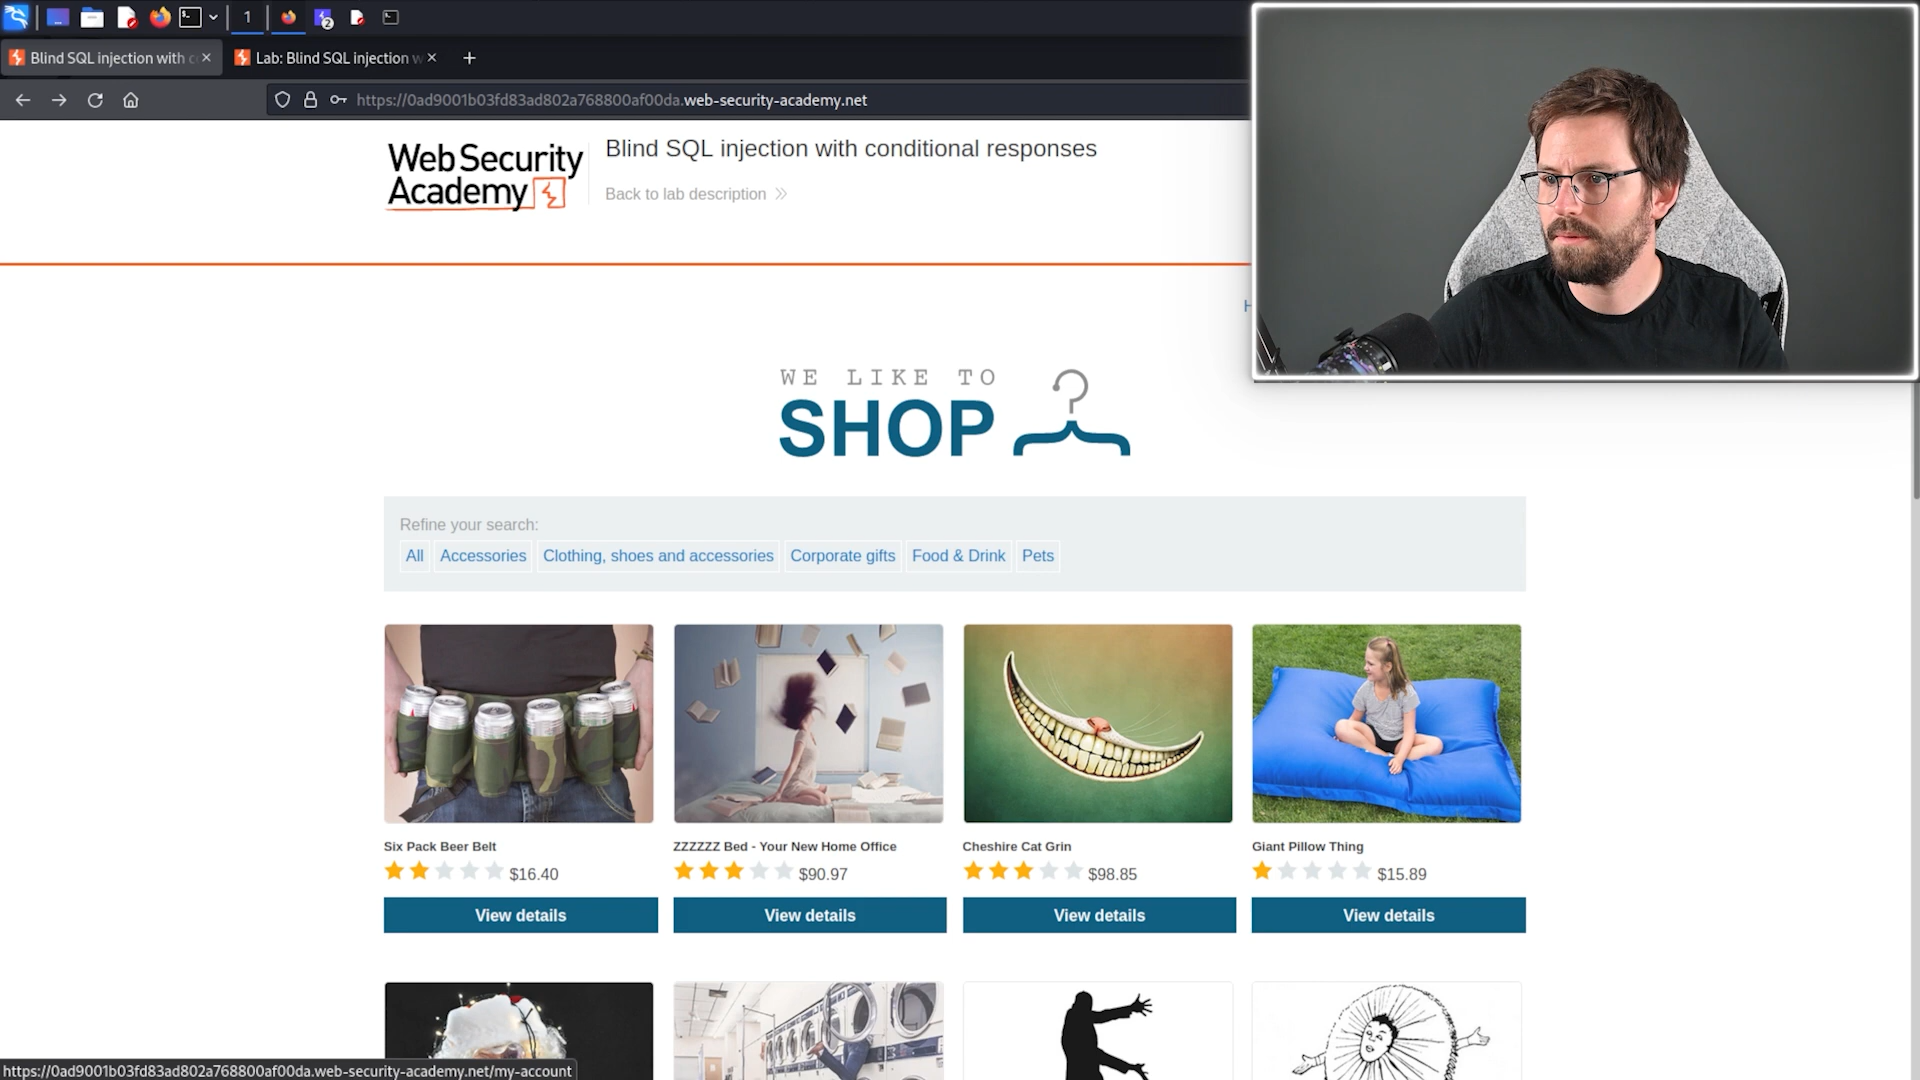 1
2
Blind SQL injection with c
Lab: Blind SQL injection w
https://0ad9001b03fd83ad802a768800af00da.web-security-academy.net
Web Security
Academy
Blind SQL injection with conditional responses
Back to lab description
H
WE LIKE TO
SHOP
Refine your search:
All Accessories Clothing, shoes and accessories Corporate gifts Food & Drink Pets
Six Pack Beer Belt
$16.40
View details
ZZZZZZ Bed - Your New Home Office
$90.97
View details
Cheshire Cat Grin
$98.85
View details
Giant Pillow Thing
$15.89
View details
https://0ad9001b03fd83ad802a768800af00da.web-security-academy.net/my-account